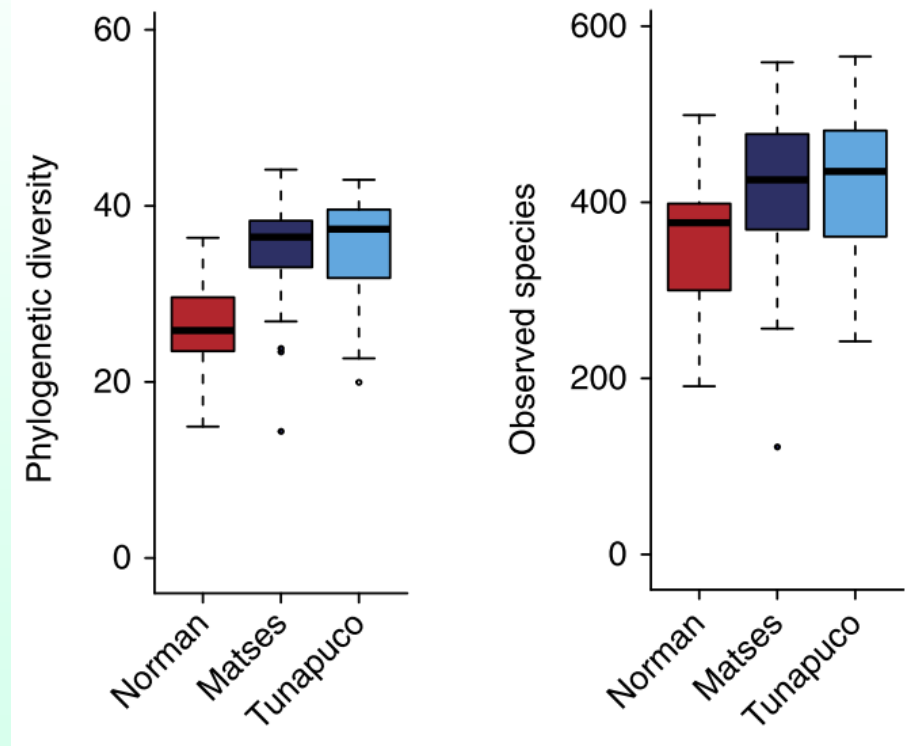 Phylogenetic diversity
60
40
20
0
Norman
Matses
Tunapuco
Observed species
600
400
200
0
Norman
Matses
Tunapuco